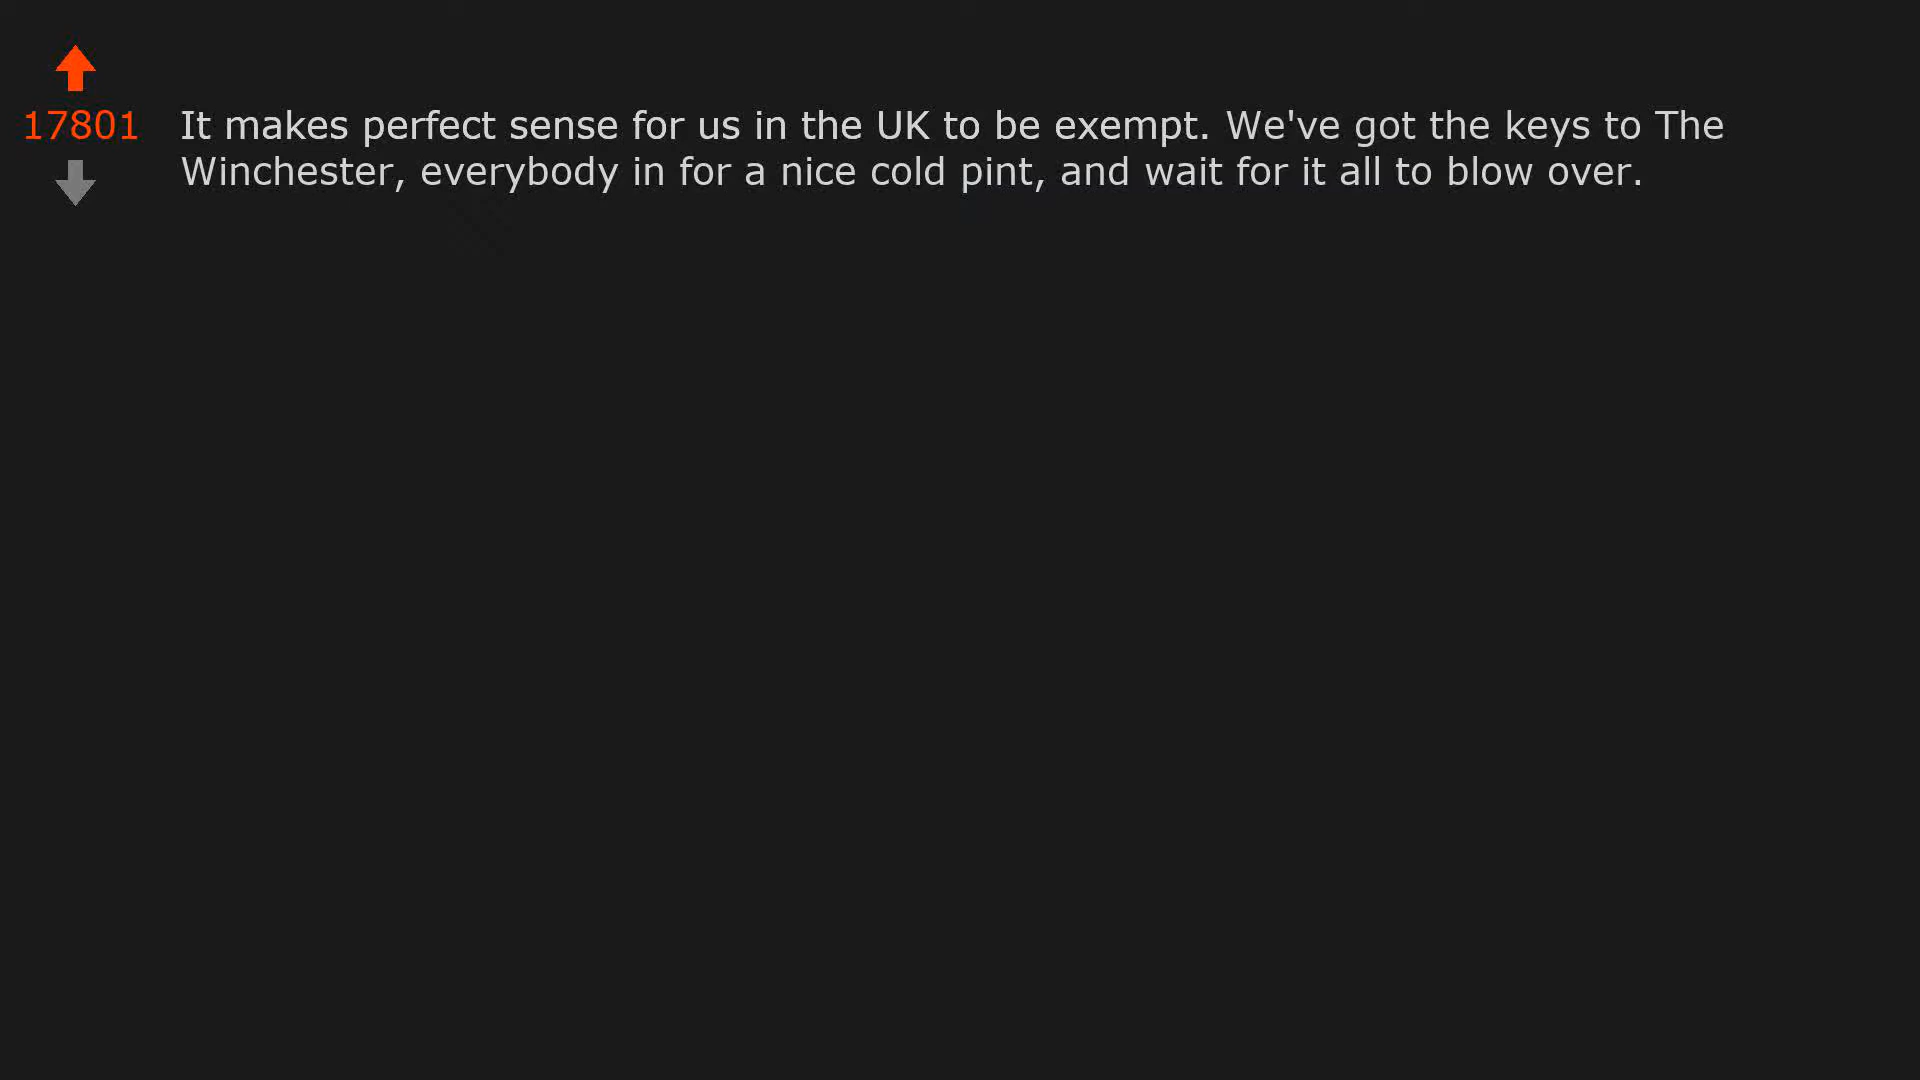 17801
It makes perfect sense for us in the UK to be exempt. We've got the keys to The
Winchester, everybody in for a nice cold pint, and wait for it all to blow over.